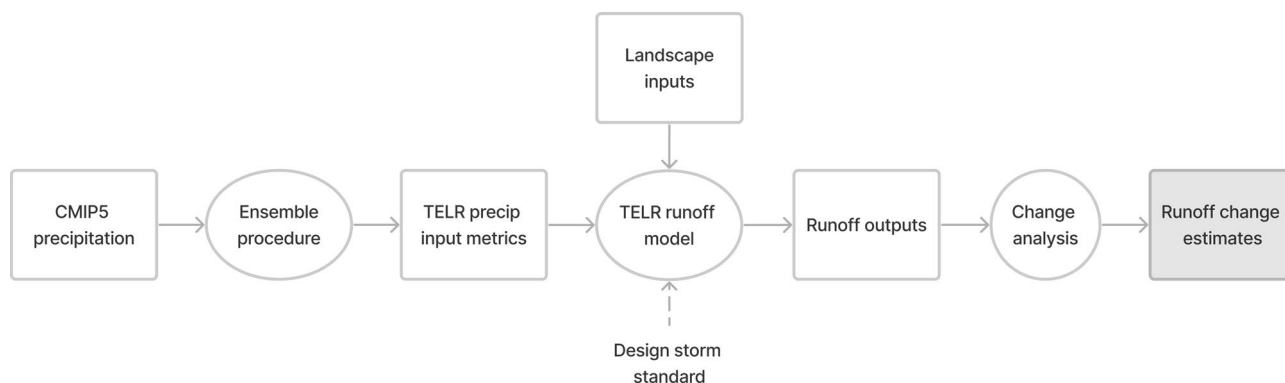 Landscape
inputs
CMIP5
precipitation
Ensemble
procedure
TELR precip
input metrics
TELR runoff
model
Runoff outputs
Change
analysis
Runoff change
estimates
Design storm
standard